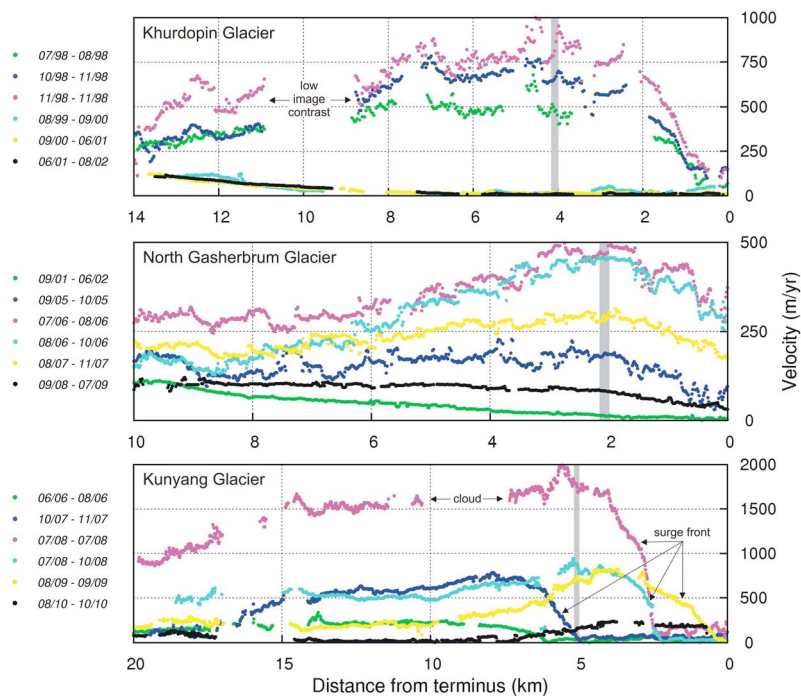 Khurdopin Glacier
07/98 - 08/98
10/98 - 11/98
11/98 - 11/98
08/99 - 09/00
09/00 - 06/01
06/01 - 08/02
low
image
contrast
1000
750
500
250
0
14 12 10 8 6 4 2 0
North Gasherbrum Glacier
09/01 - 06/02
09/05 - 10/05
07/06 - 08/06
08/06 - 10/06
08/07 - 11/07
09/08 - 07/09
500
250
0
10 8 6 4 2 0
Velocity (m/yr)
Kunyang Glacier
06/06 - 08/06
10/07 - 11/07
07/08 - 07/08
07/08 - 10/08
08/09 - 09/09
08/10 - 10/10
cloud
surge front
2000
1500
1000
500
0
20 15 10 5 0
Distance from terminus (km)